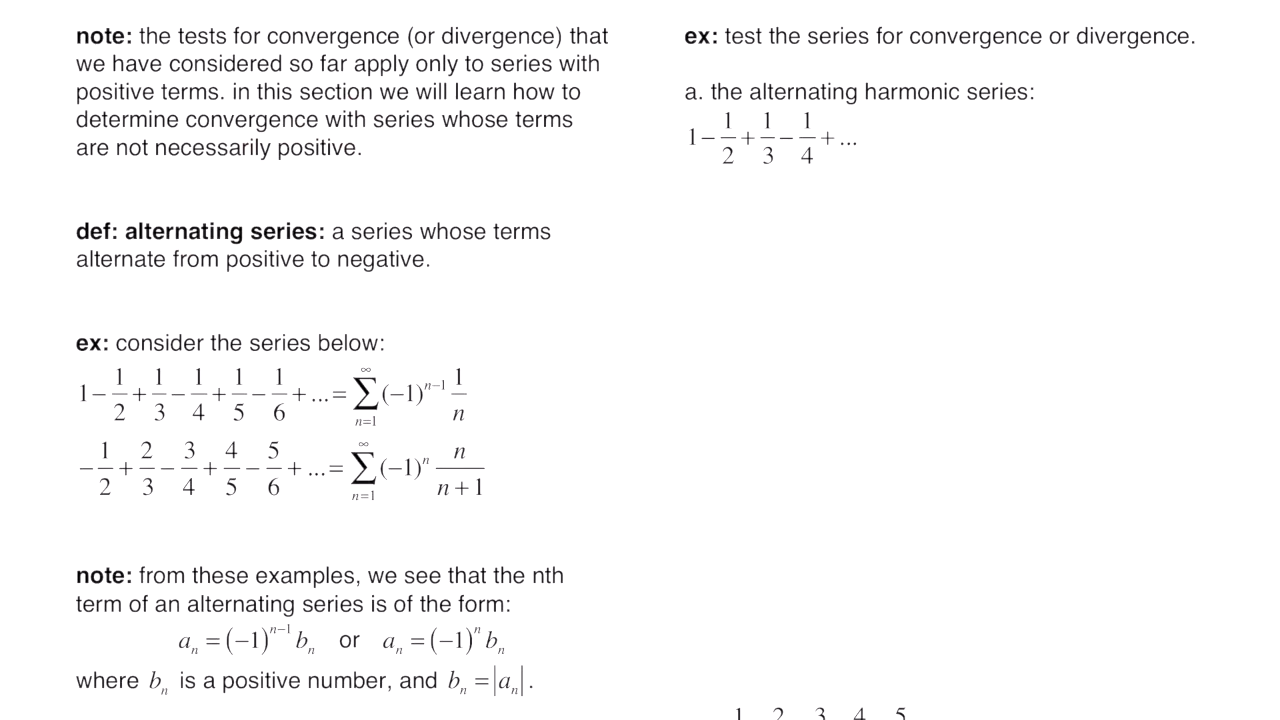 note: the tests for convergence (or divergence) that
we have considered so far apply only to series with
positive terms. in this section we will learn how to
determine convergence with series whose terms
are not necessarily positive.
def: alternating series: a series whose terms
alternate from positive to negative.
ex: consider the series below:
1 − 1/2 + 1/3 − 1/4 + 1/5 − 1/6 + ... = ∑_{n=1}^{∞} (−1)^{n−1} 1/n
− 1/2 + 2/3 − 3/4 + 4/5 − 5/6 + ... = ∑_{n=1}^{∞} (−1)^n n/(n+1)
note: from these examples, we see that the nth
term of an alternating series is of the form:
a_n = (−1)^{n−1} b_n or a_n = (−1)^n b_n
where b_n is a positive number, and b_n = |a_n|.
ex: test the series for convergence or divergence.
a. the alternating harmonic series:
1 − 1/2 + 1/3 − 1/4 + ...
1 2 3 4 5